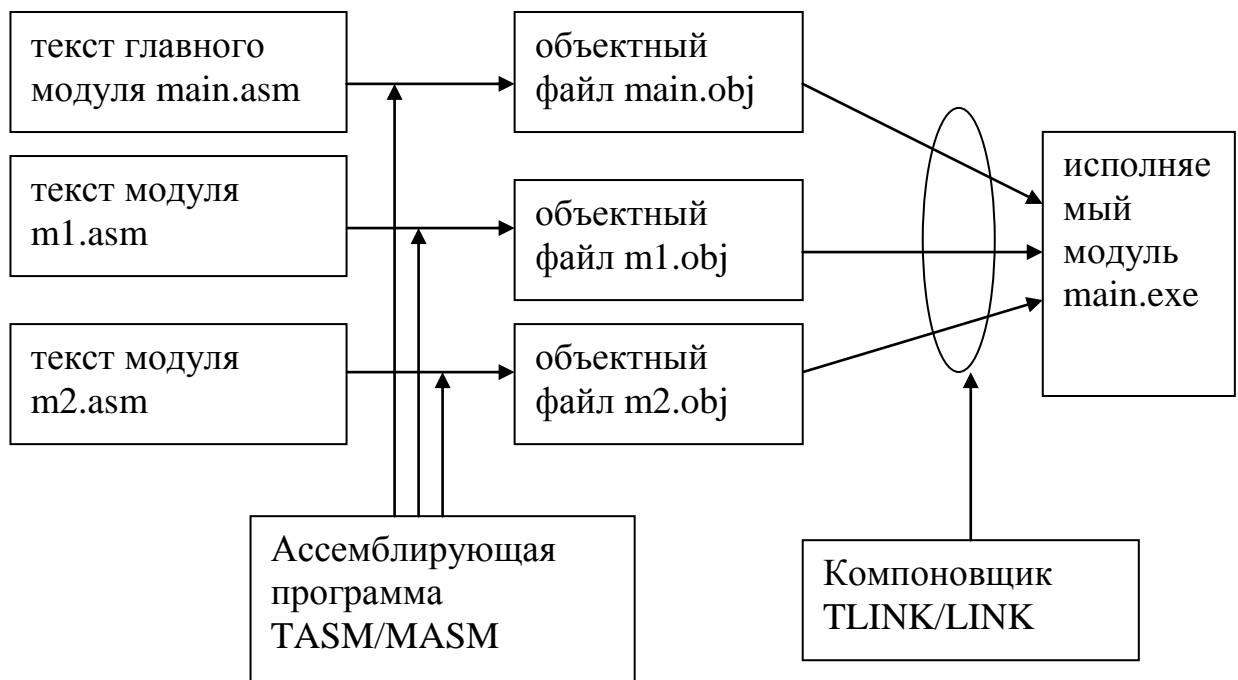 текст главного
модуля main.asm
объектный
файл main.obj
текст модуля
m1.asm
объектный
файл m1.obj
исполняе
мый
модуль
main.exe
текст модуля
m2.asm
объектный
файл m2.obj
Ассемблирующая
программа
TASM/MASM
Компоновщик
TLINK/LINK